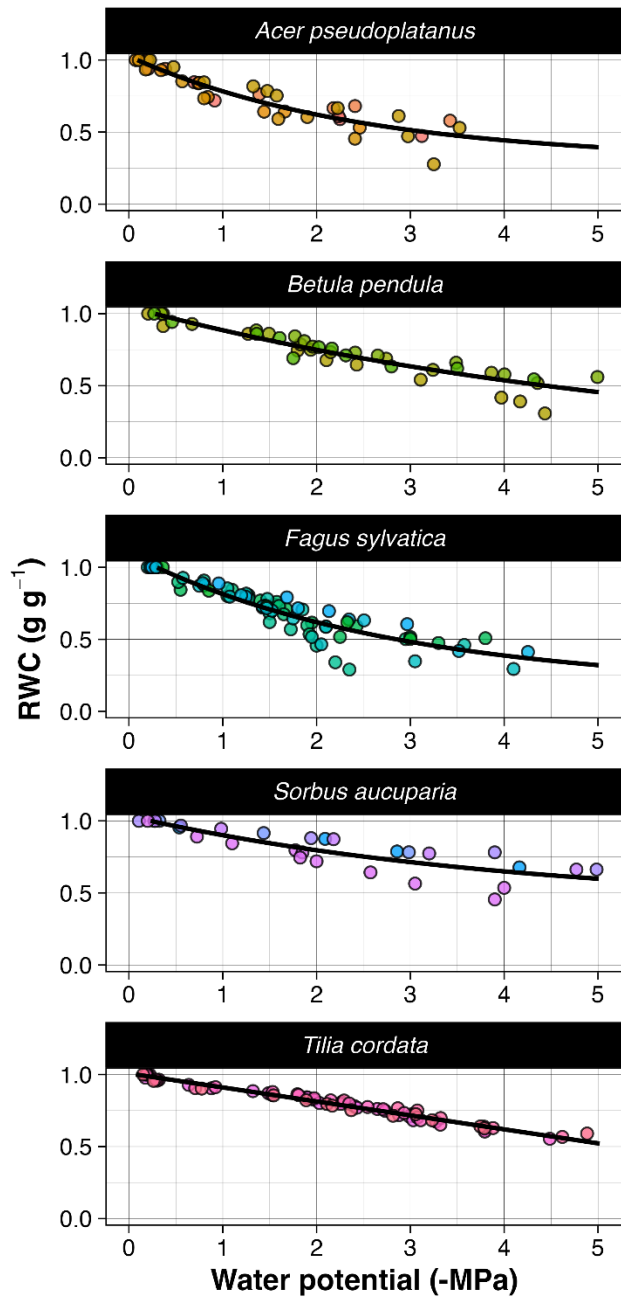 Acer pseudoplatanus
1.0
0.5
0.0
0 1 2 3 4 5
Betula pendula
1.0
0.5
0.0
0 1 2 3 4 5
Fagus sylvatica
1.0
0.5
0.0
0 1 2 3 4 5
RWC (g g⁻¹)
Sorbus aucuparia
1.0
0.5
0.0
0 1 2 3 4 5
Tilia cordata
1.0
0.5
0.0
0 1 2 3 4 5
Water potential (-MPa)